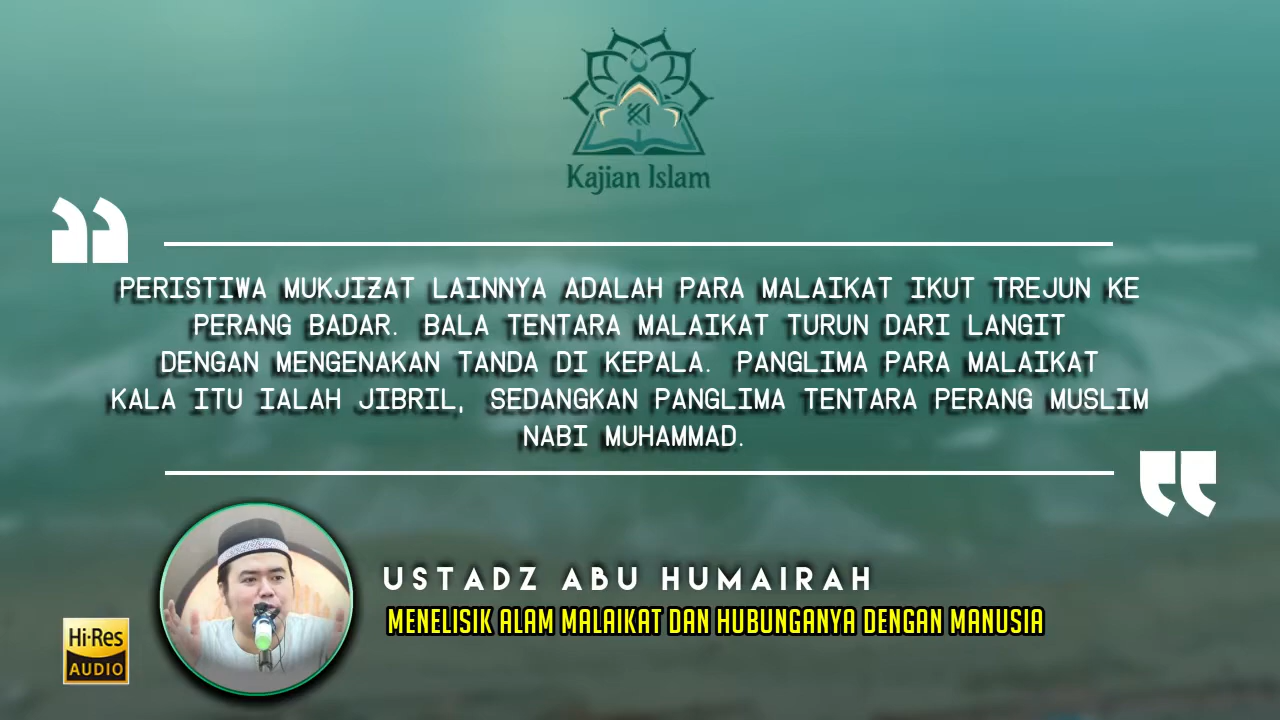 Kajian Islam
PERISTIWA MUKJIZAT LAINNYA ADALAH PARA MALAIKAT IKUT TREJUN KE
PERANG BADAR. BALA TENTARA MALAIKAT TURUN DARI LANGIT
DENGAN MENGENAKAN TANDA DI KEPALA. PANGLIMA PARA MALAIKAT
KALA ITU IALAH JIBRIL, SEDANGKAN PANGLIMA TENTARA PERANG MUSLIM
NABI MUHAMMAD.
USTADZ ABU HUMAIRAH
MENELISIK ALAM MALAIKAT DAN HUBUNGANYA DENGAN MANUSIA
Hi-Res
AUDIO